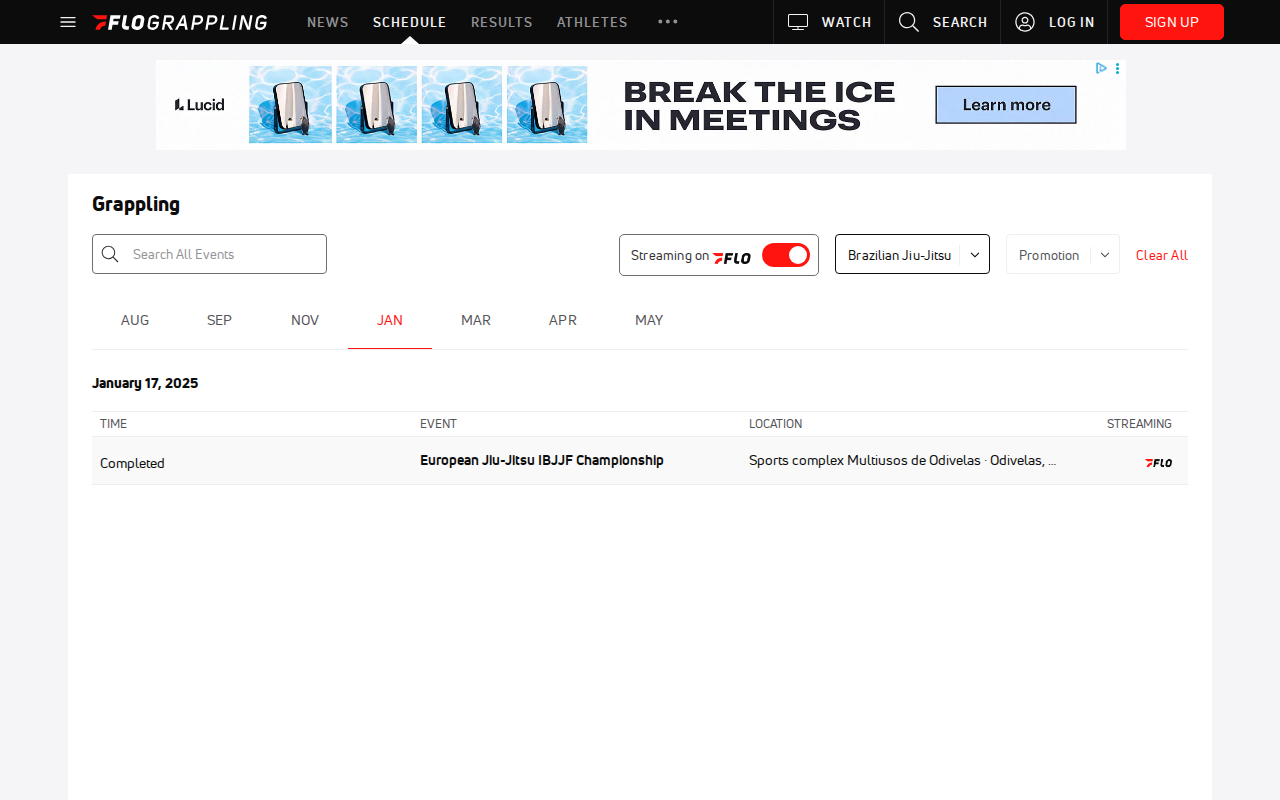 FLOGRAPPLING NEWS SCHEDULE RESULTS ATHLETES WATCH SEARCH LOG IN SIGN UP
Lucid
BREAK THE ICE
IN MEETINGS
Learn more
Grappling
Search All Events
Streaming on FLO
Brazilian Jiu-Jitsu
Promotion
Clear All
AUG SEP NOV JAN MAR APR MAY
January 17, 2025
TIME EVENT LOCATION STREAMING
Completed European Jiu-Jitsu IBJJF Championship Sports complex Multiusos de Odivelas · Odivelas, ... FLO